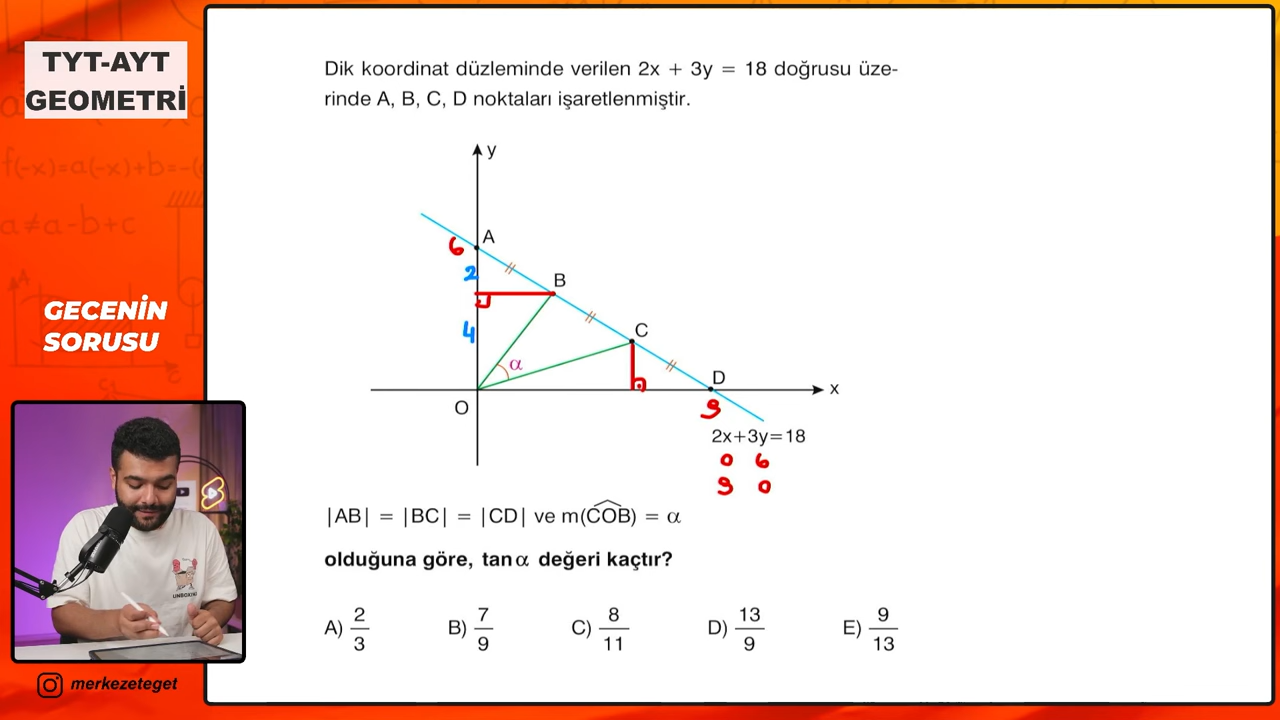 TYT-AYT
GEOMETRİ
Dik koordinat düzleminde verilen 2x + 3y = 18 doğrusu üze-
rinde A, B, C, D noktaları işaretlenmiştir.
y
A
6
2
B
4
C
α
D
x
O
9
2x+3y=18
0 6
9 0
GECENİN
SORUSU
|AB| = |BC| = |CD| ve m(COB) = α
olduğuna göre, tan α değeri kaçtır?
A) 2/3 B) 7/9 C) 8/11 D) 13/9 E) 9/13
merkezeteget